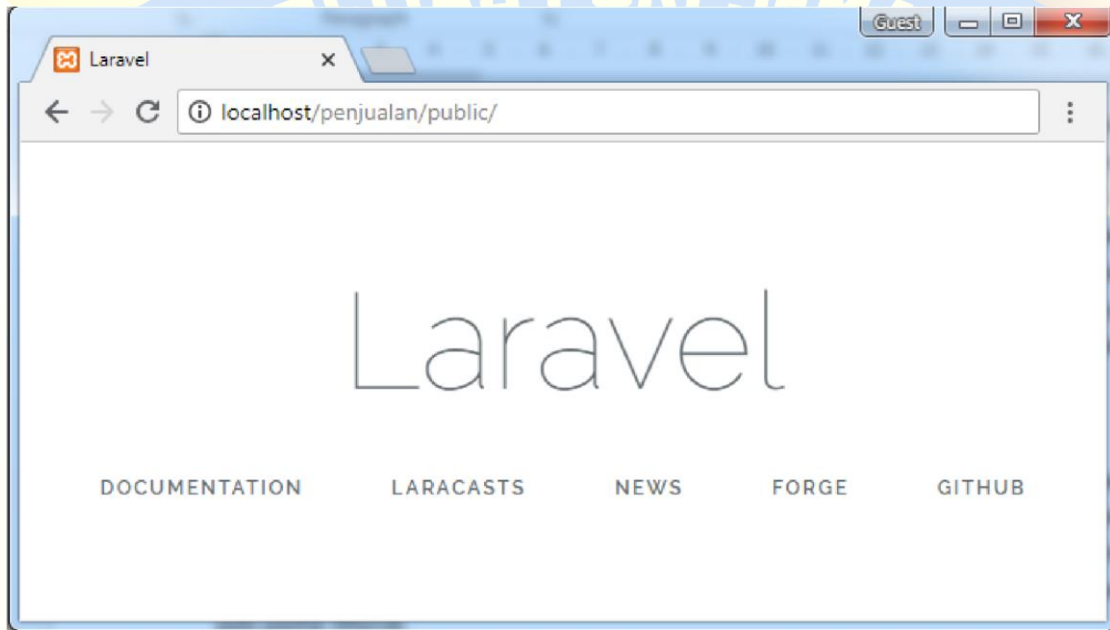 Guest
Laravel
localhost/penjualan/public/
Laravel
DOCUMENTATION LARACASTS NEWS FORGE GITHUB